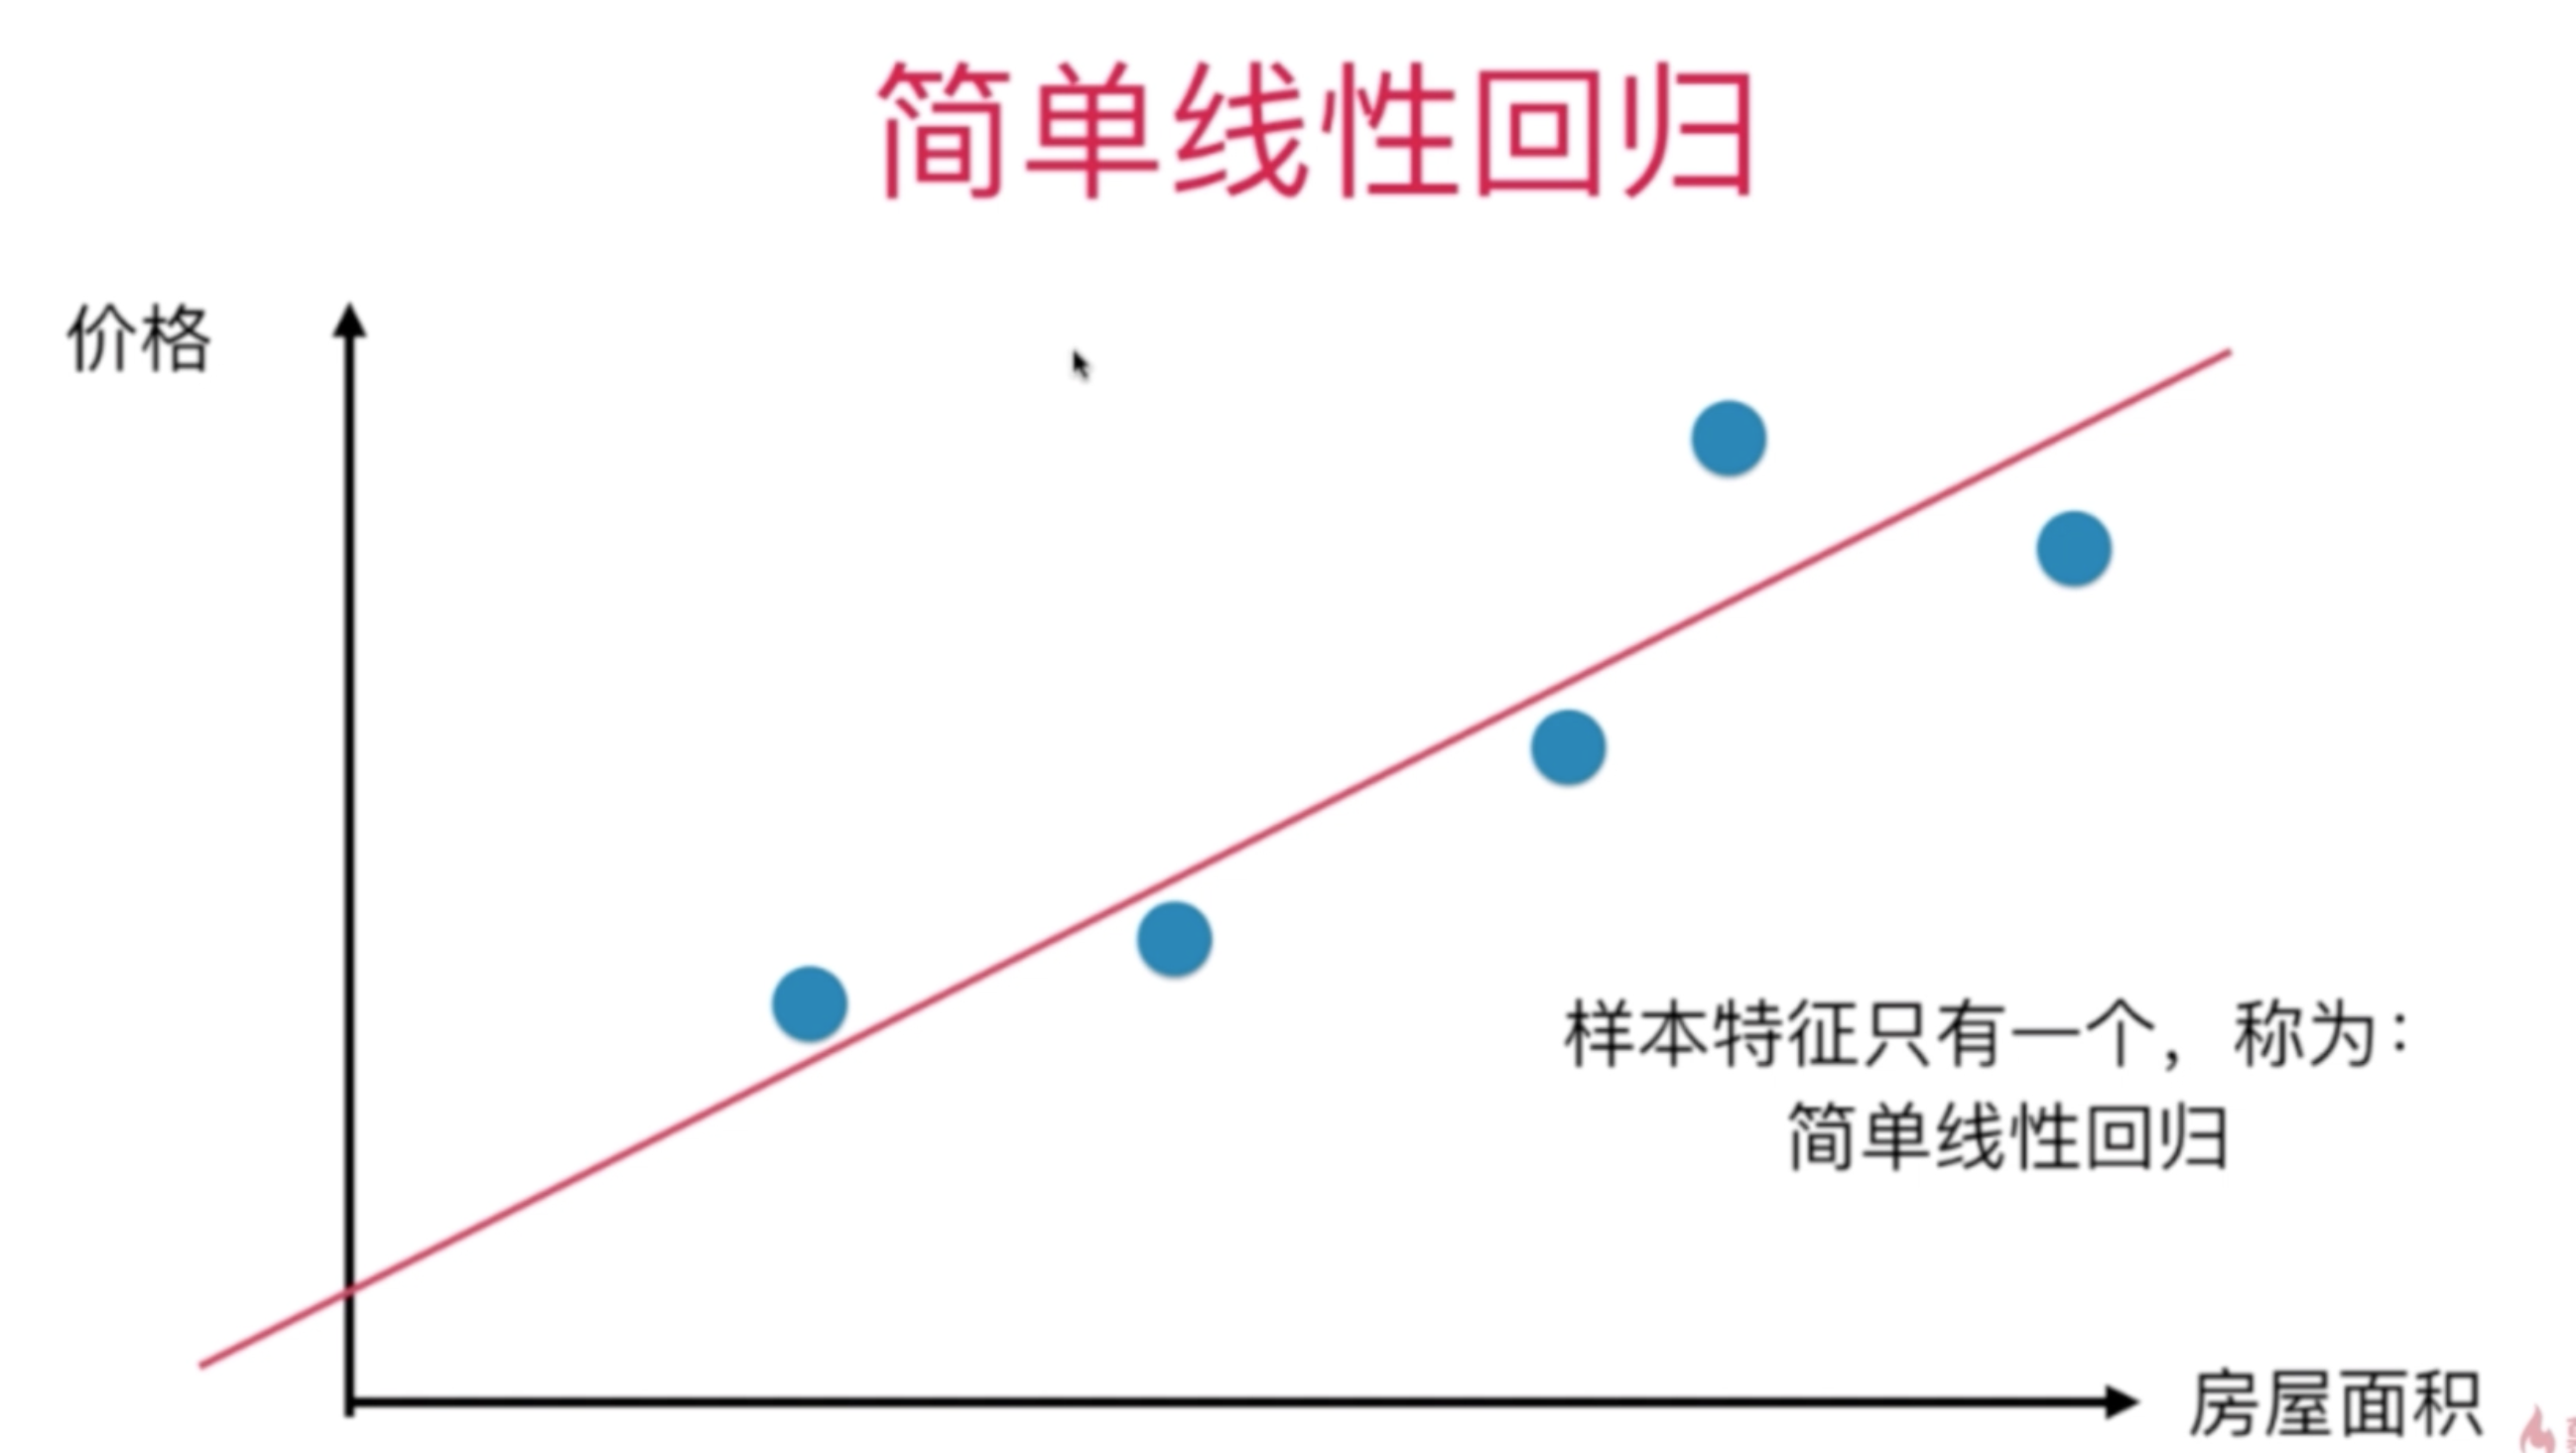 简单线性回归
价格
样本特征只有一个，称为：
简单线性回归
房屋面积